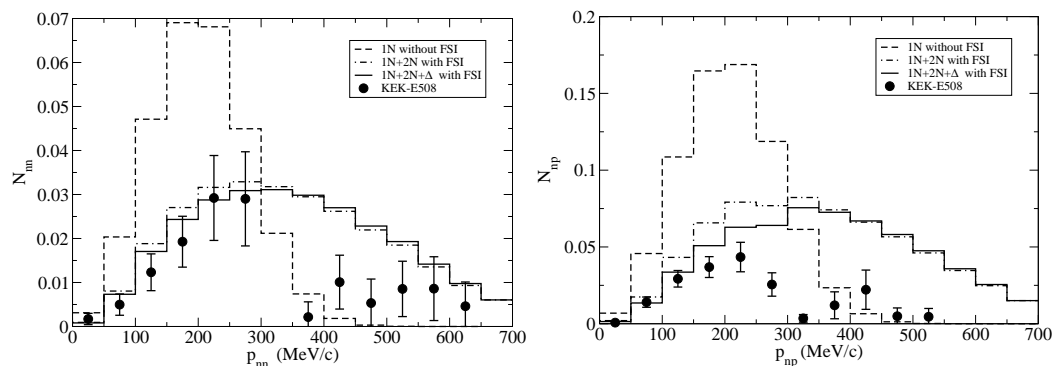 0.07
0.06
0.05
0.04
0.03
0.02
0.01
0
N_nn
1N without FSI
1N+2N with FSI
1N+2N+Δ with FSI
KEK-E508
0 100 200 300 400 500 600 700
p_nn (MeV/c)
0.2
0.15
0.1
0.05
0
N_np
1N without FSI
1N+2N with FSI
1N+2N+Δ with FSI
KEK-E508
0 100 200 300 400 500 600 700
p_np (MeV/c)